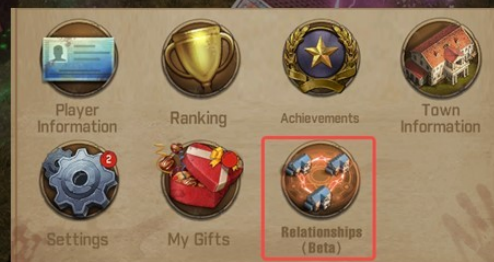 Player
Information
Ranking
Achievements
Town
Information
2
Settings
My Gifts
Relationships
(Beta)